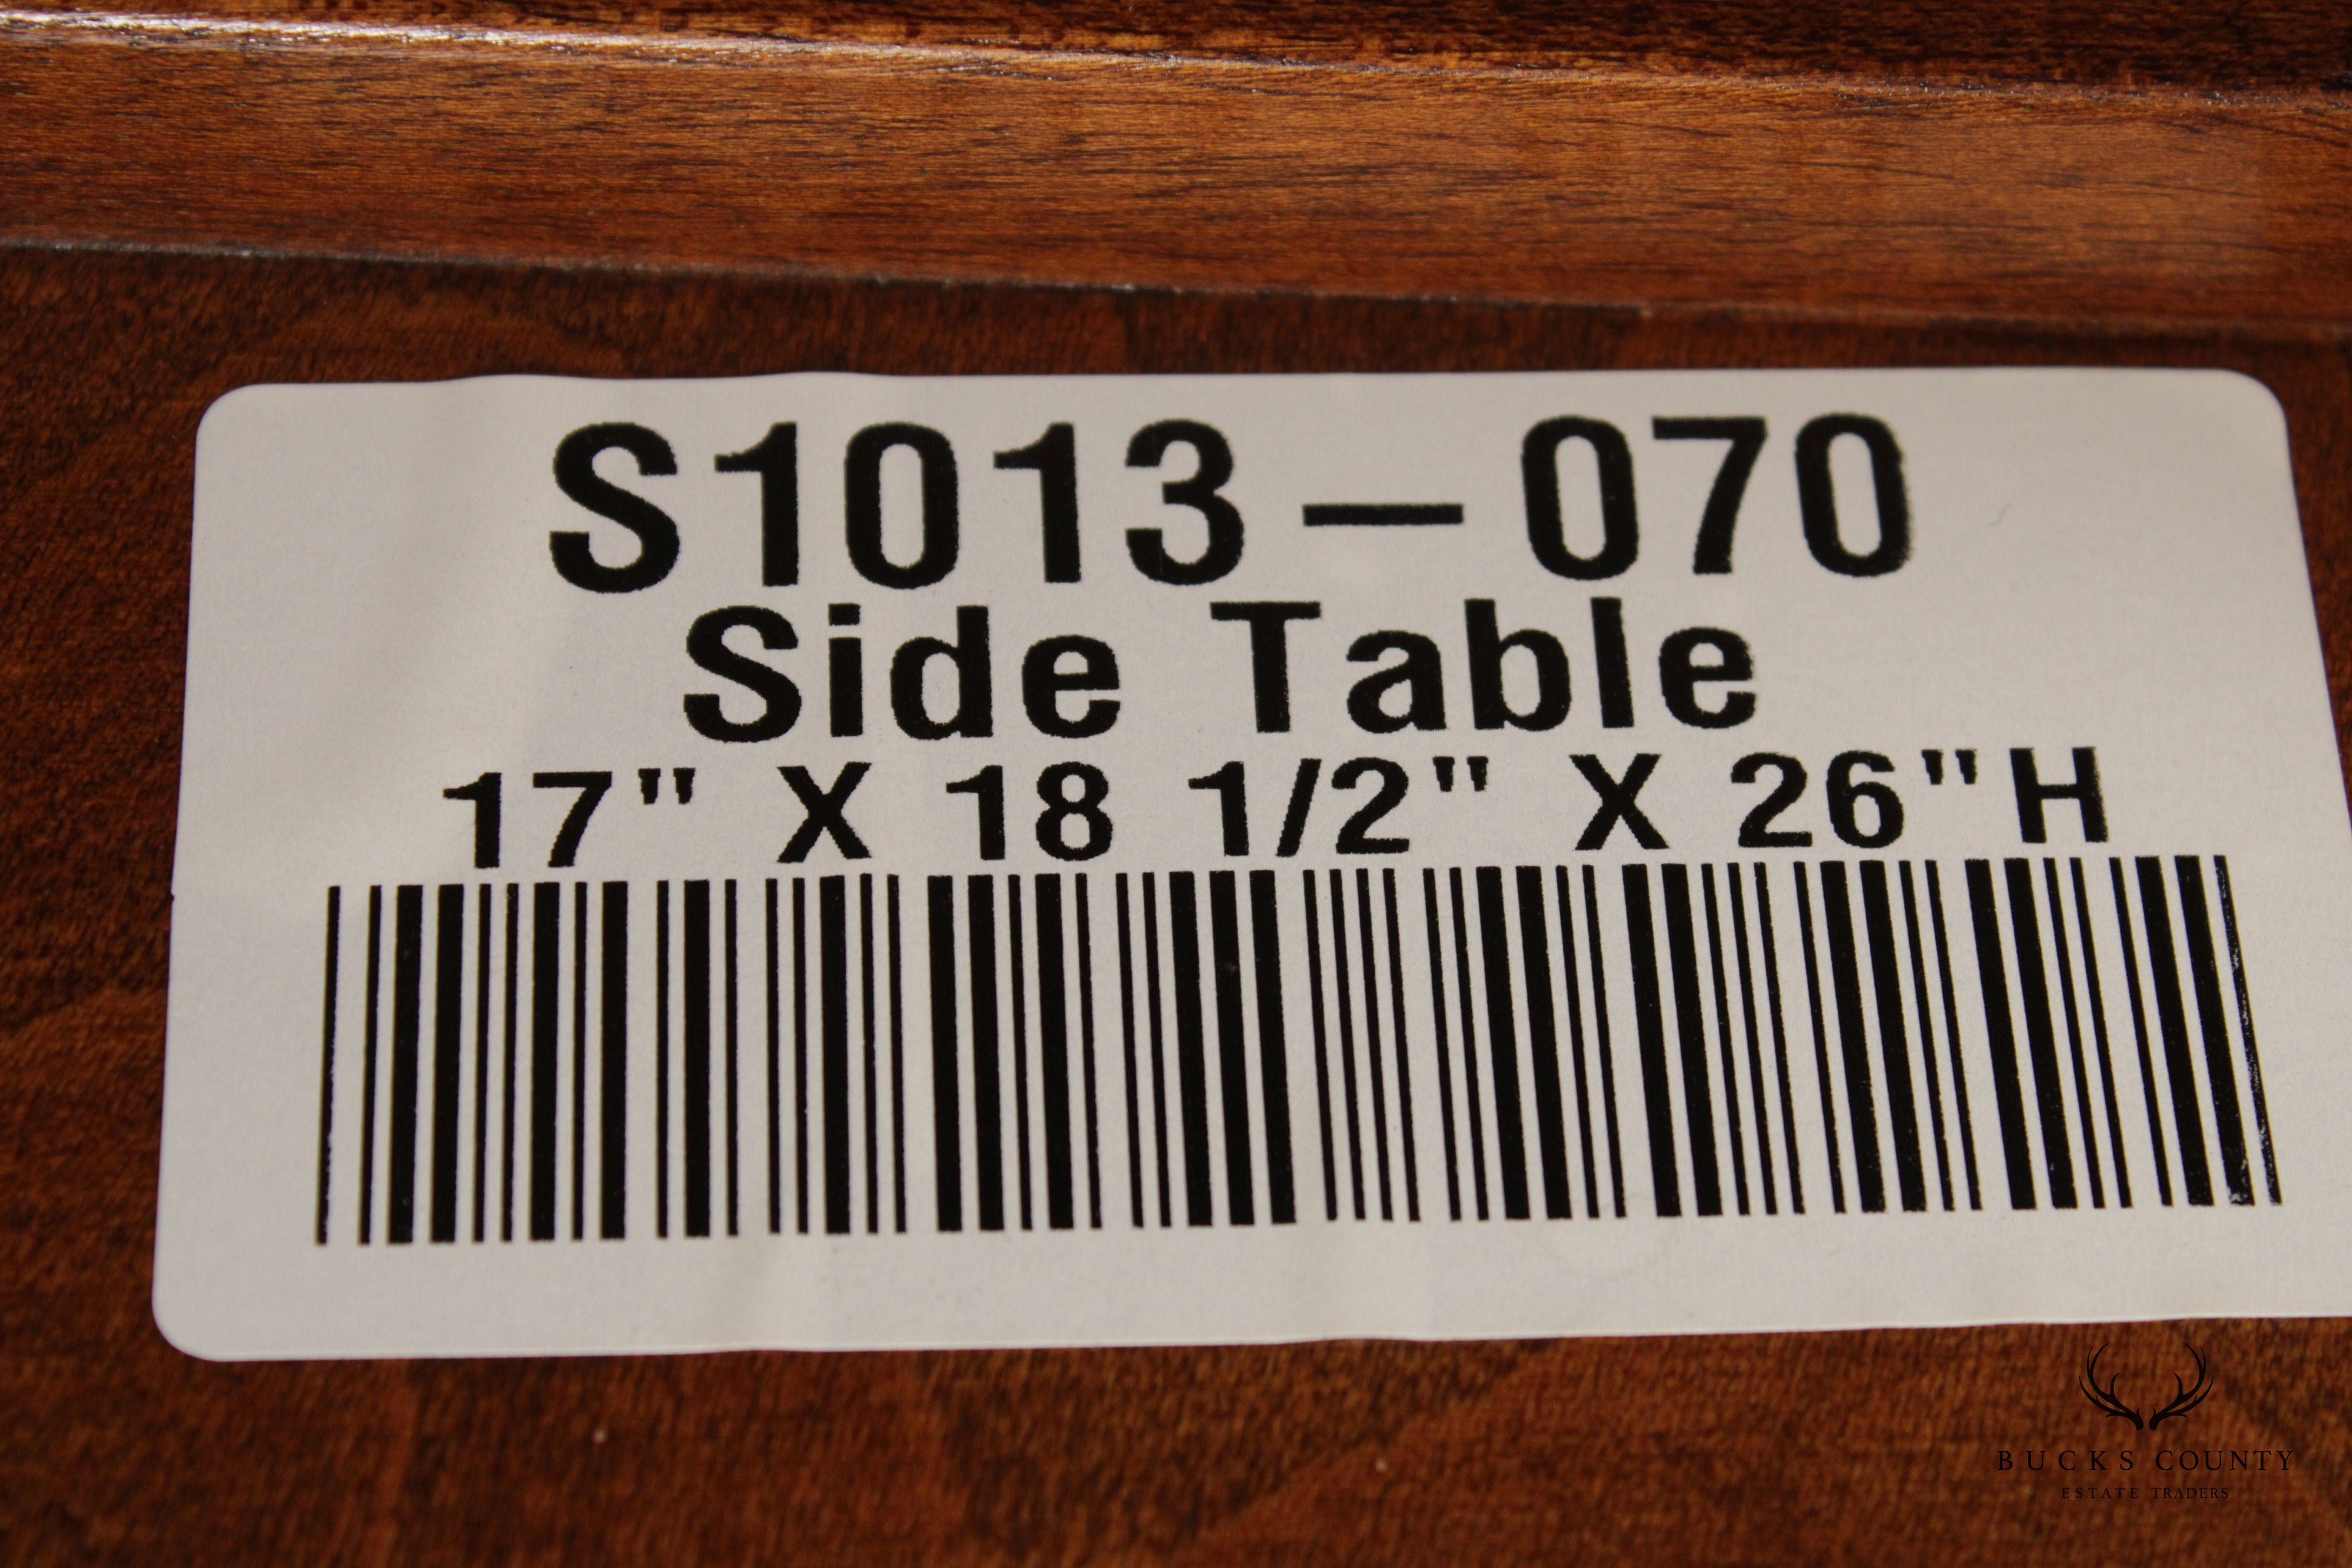 S1013-070
Side Table
17" X 18 1/2" X 26"H
BUCKS COUNTY
ESTATE TRADERS